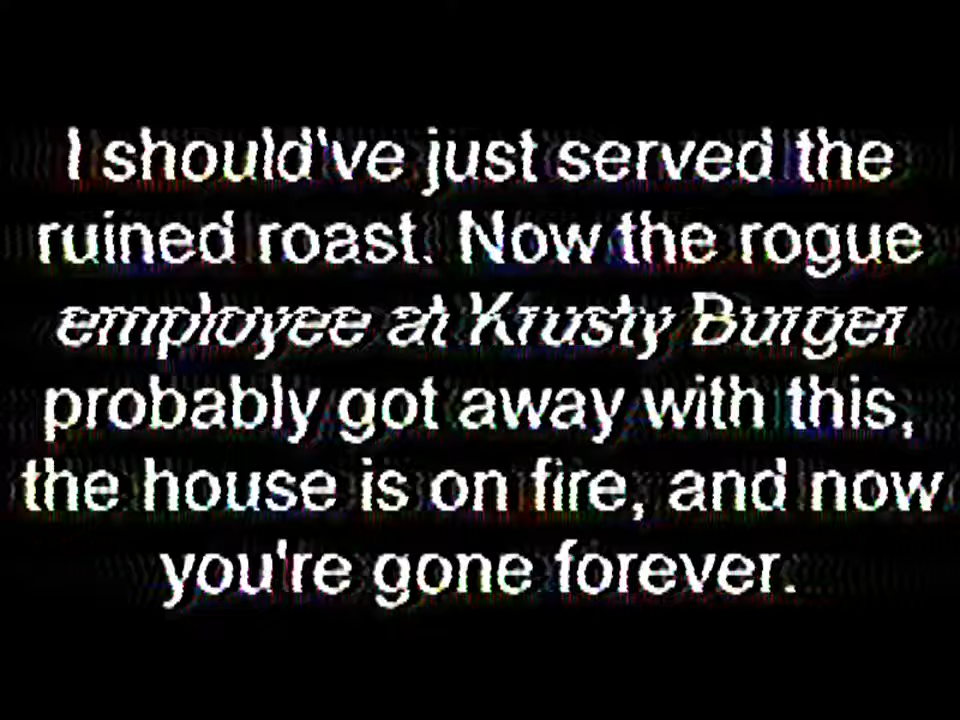 I should've just served the
ruined roast. Now the rogue
employee at Krusty Burger
probably got away with this,
the house is on fire, and now
you're gone forever.